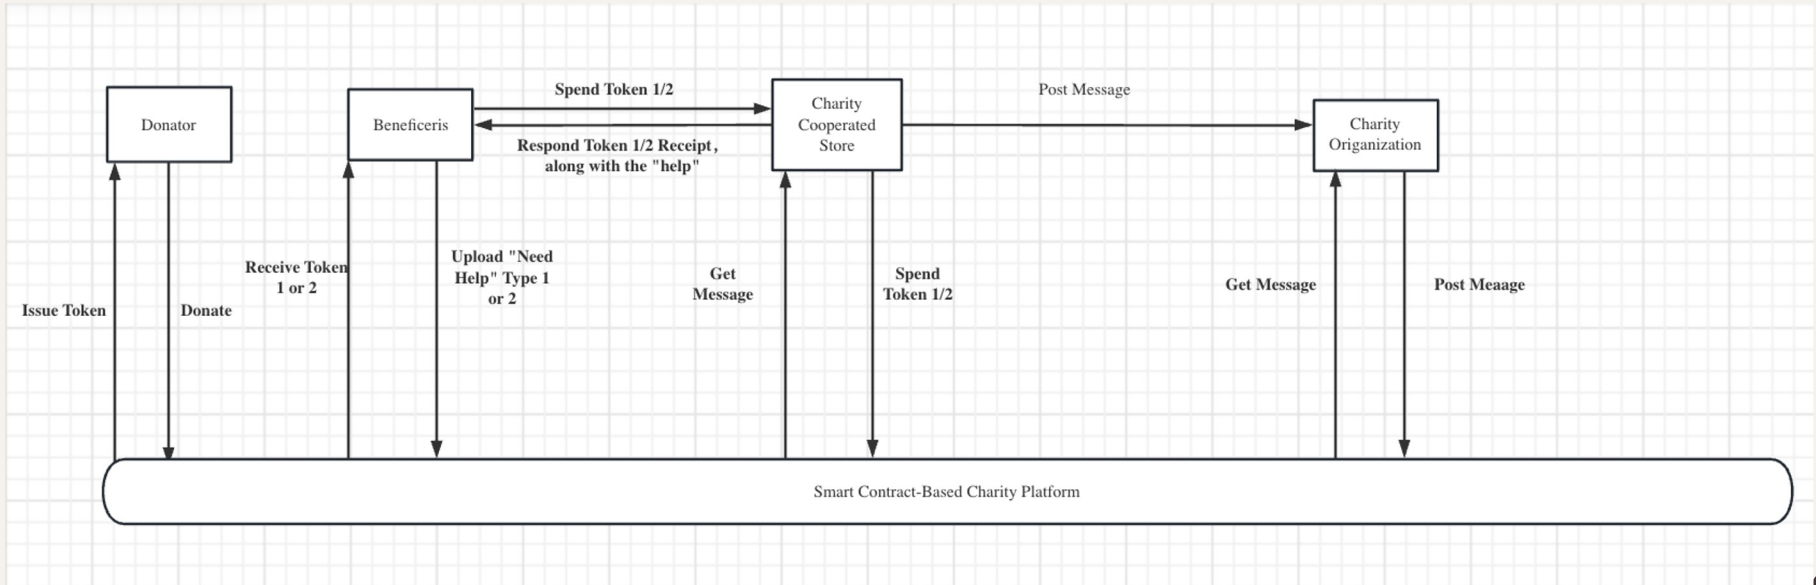 Donator
Beneficeris
Spend Token 1/2
Respond Token 1/2 Receipt,
along with the "help"
Charity
Cooperated
Store
Post Message
Charity
Origanization
Issue Token
Donate
Receive Token
1 or 2
Upload "Need
Help" Type 1
or 2
Get
Message
Spend
Token 1/2
Get Message
Post Meaage
Smart Contract-Based Charity Platform